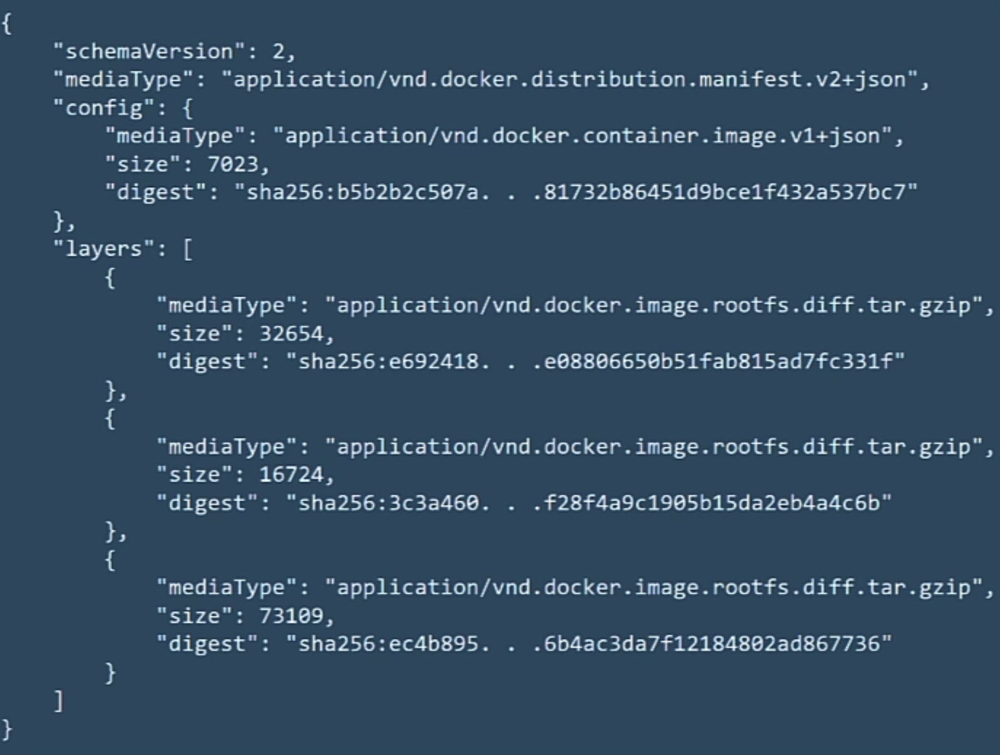 {
    "schemaVersion": 2,
    "mediaType": "application/vnd.docker.distribution.manifest.v2+json",
    "config": {
        "mediaType": "application/vnd.docker.container.image.v1+json",
        "size": 7023,
        "digest": "sha256:b5b2b2c507a. . .81732b86451d9bce1f432a537bc7"
    },
    "layers": [
        {
            "mediaType": "application/vnd.docker.image.rootfs.diff.tar.gzip",
            "size": 32654,
            "digest": "sha256:e692418. . .e08806650b51fab815ad7fc331f"
        },
        {
            "mediaType": "application/vnd.docker.image.rootfs.diff.tar.gzip",
            "size": 16724,
            "digest": "sha256:3c3a460. . .f28f4a9c1905b15da2eb4a4c6b"
        },
        {
            "mediaType": "application/vnd.docker.image.rootfs.diff.tar.gzip",
            "size": 73109,
            "digest": "sha256:ec4b895. . .6b4ac3da7f12184802ad867736"
        }
    ]
}